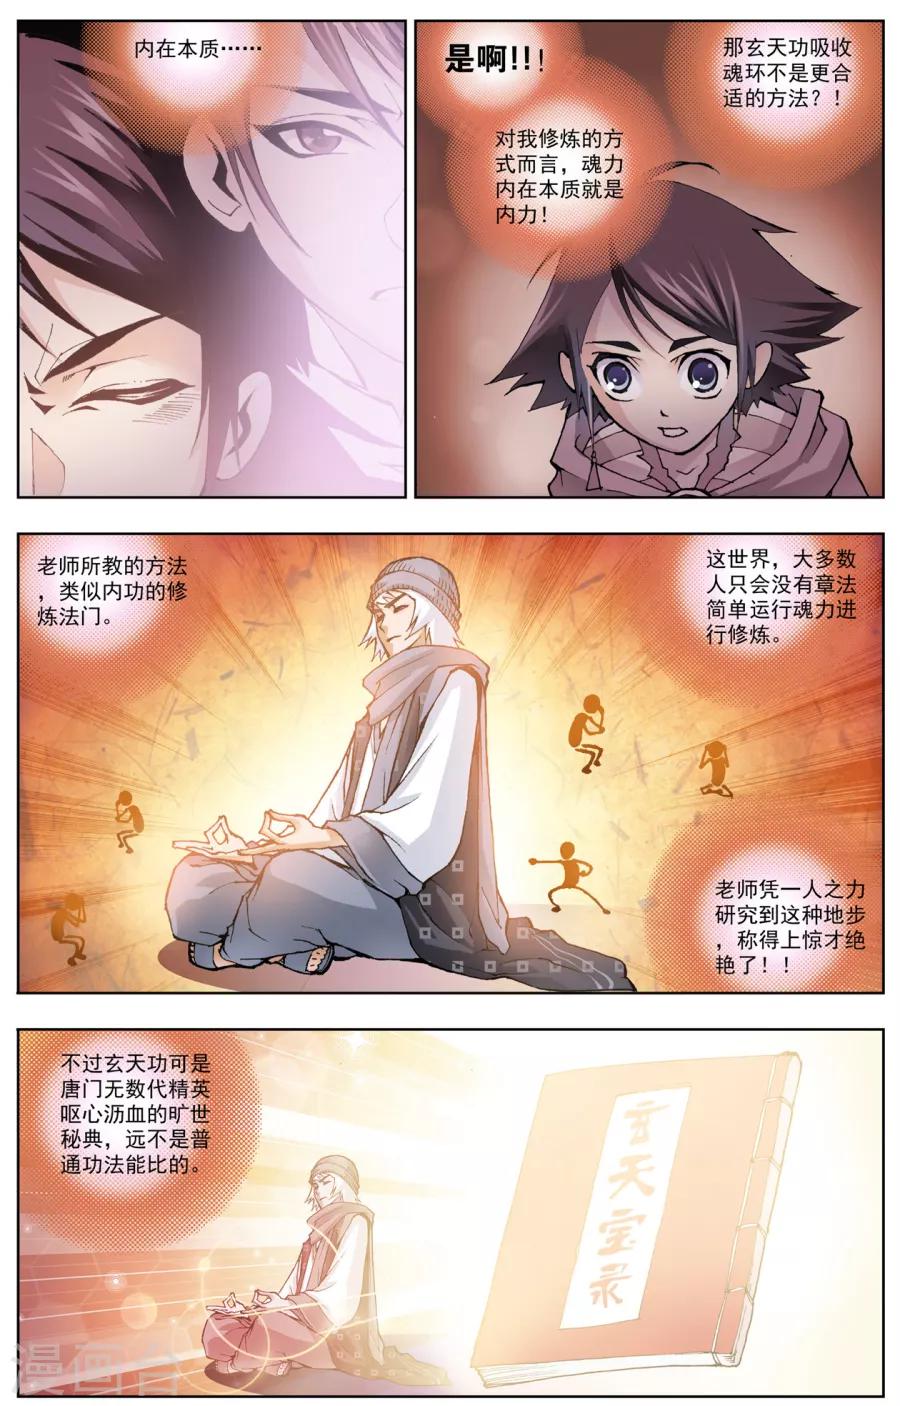 内在本质……
是啊!!!
对我修炼的方
式而言，魂力
内在本质就是
内力！
那玄天功吸收
魂环不是更合
适的方法？！
老师所教的方法
，类似内功的修
炼法门。
这世界，大多数
人只会没有章法
简单运行魂力进
行修炼。
老师凭一人之力
研究到这种地步
，称得上惊才绝
艳了！！
不过玄天功可是
唐门无数代精英
呕心沥血的旷世
秘典，远不是普
通功法能比的。
玄天宝录
漫画台